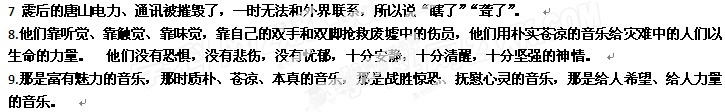 7 震后的唐山电力、通讯被摧毁了，一时无法和外界联系，所以说“瞎了”“聋了”。
8.他们靠听觉、靠触觉、靠味觉，靠自己的双手和双脚抢救废墟中的伤员，他们用朴实苍凉的音乐给灾难中的人们以
生命的力量。 他们没有恐惧，没有悲伤，没有忧郁，十分安静，十分清醒，十分坚强的神情。
9.那是富有魅力的音乐，那时质朴、苍凉、本真的音乐，那是战胜惊恐、抚慰心灵的音乐，那是给人希望、给人力量
的音乐。